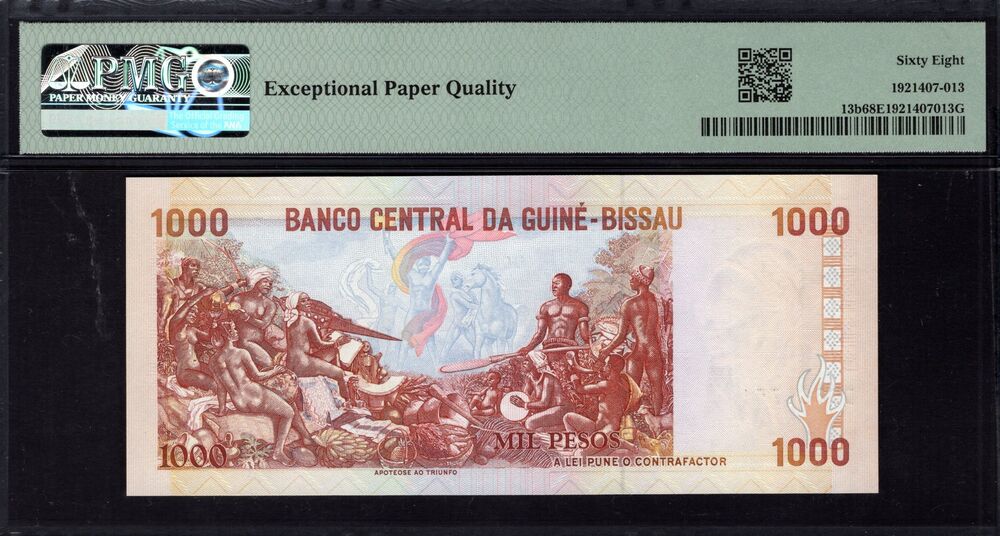 PMG
PAPER MONEY GUARANTY
The Official Grading
Service of the ANA
Exceptional Paper Quality
Sixty Eight
1921407-013
13b68E1921407013G
1000 BANCO CENTRAL DA GUINÉ-BISSAU 1000
1000 MIL PESOS 1000
A LEI PUNE O CONTRAFACTOR
APOTEOSE AO TRIUNFO